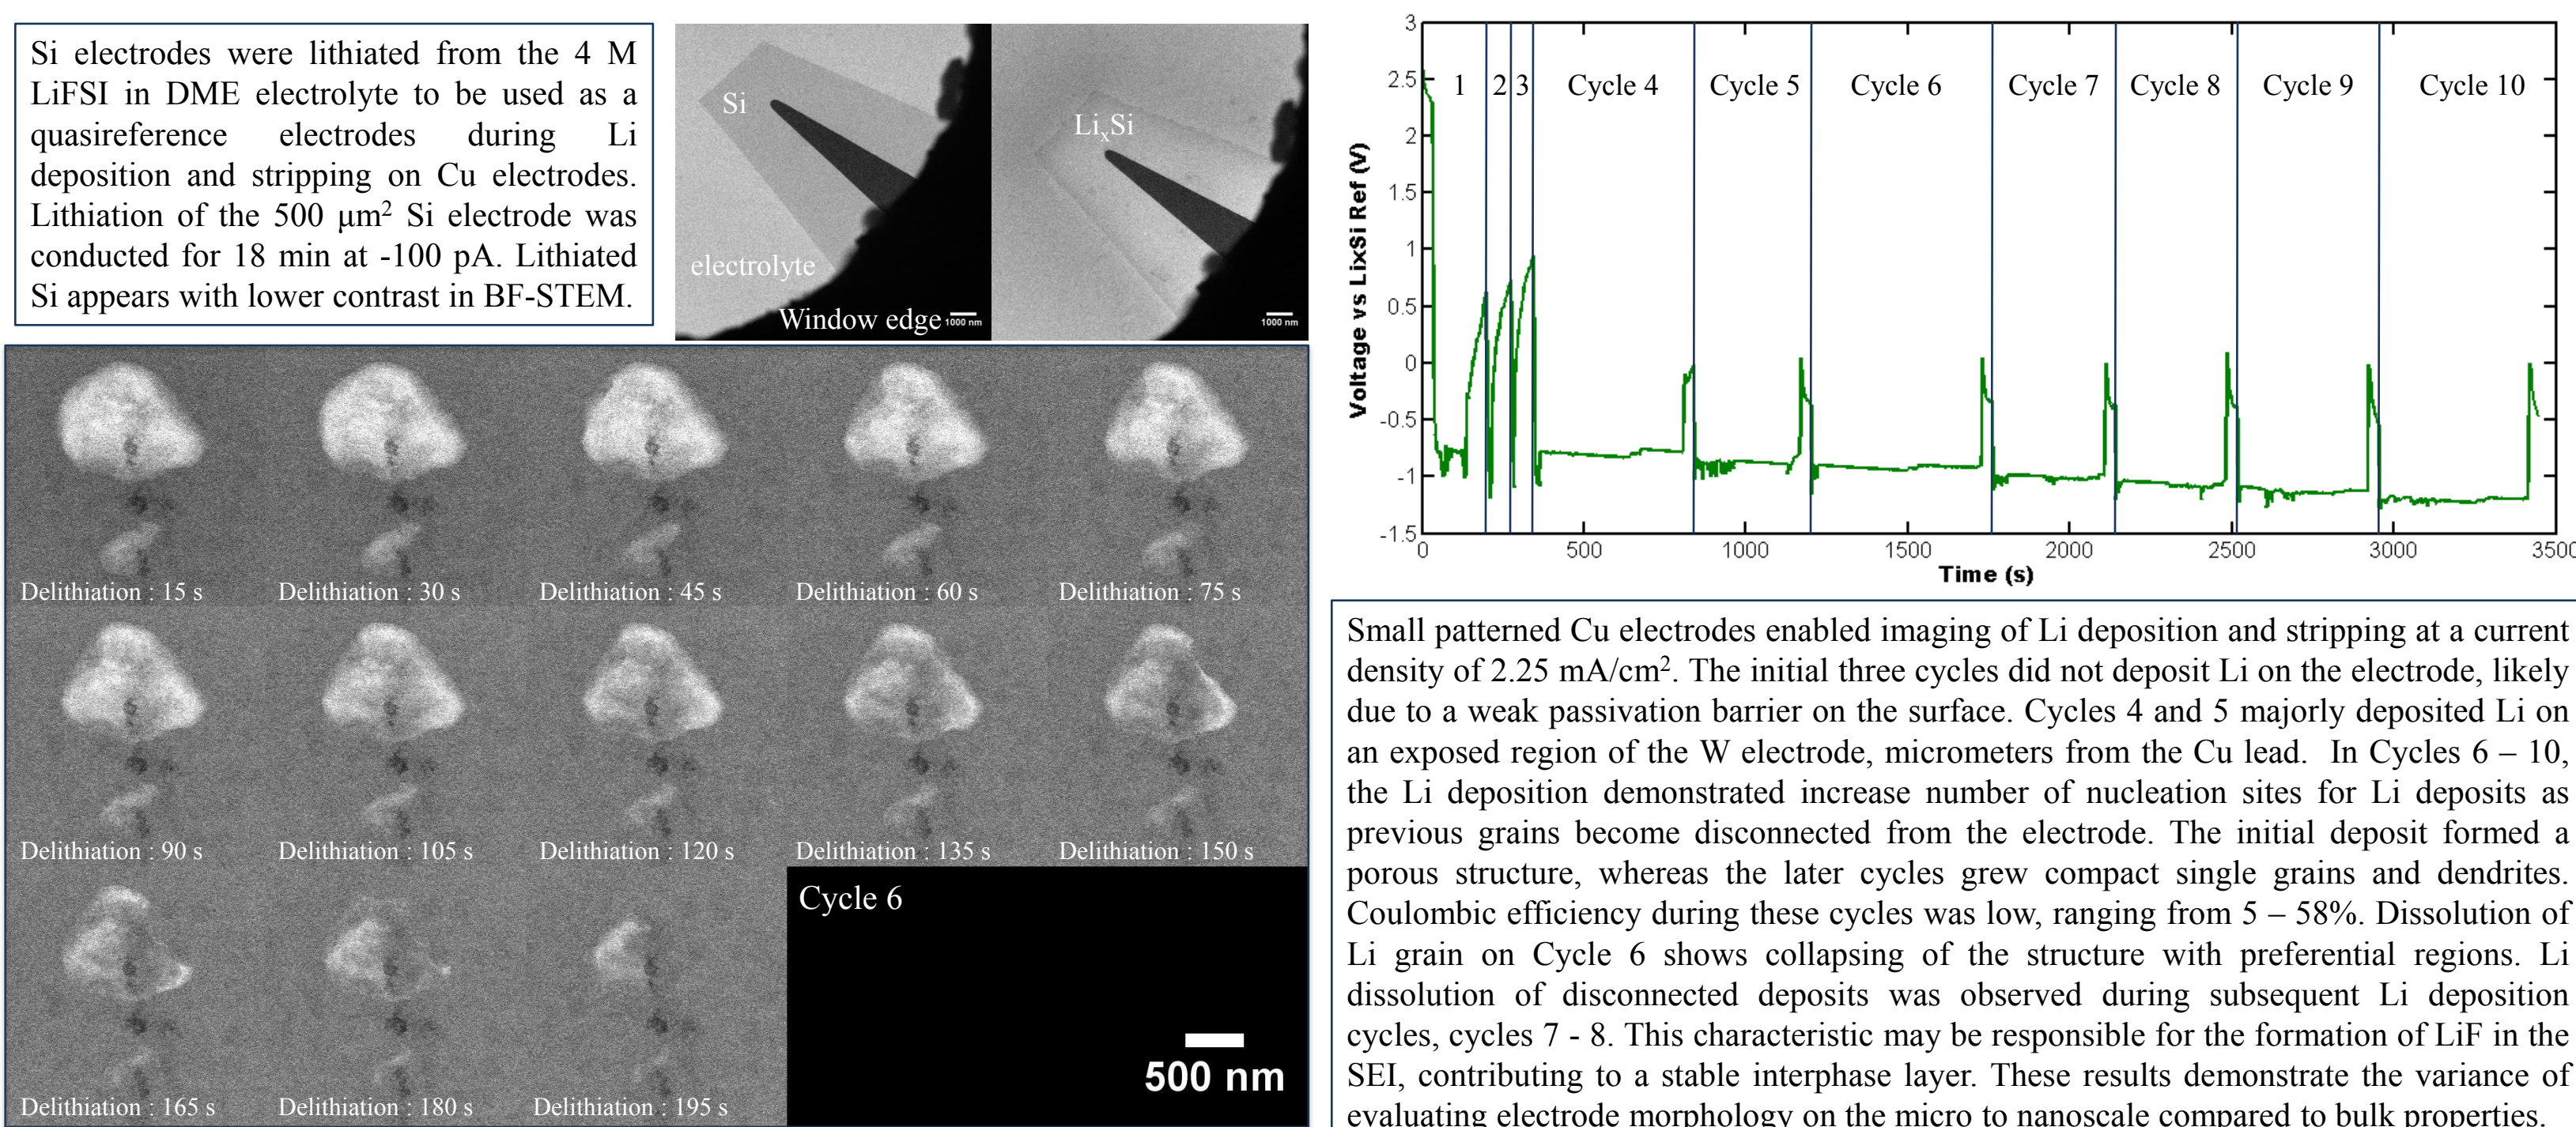 Si electrodes were lithiated from the 4 M
LiFSI in DME electrolyte to be used as a
quasireference electrodes during Li
deposition and stripping on Cu electrodes.
Lithiation of the 500 μm² Si electrode was
conducted for 18 min at -100 pA. Lithiated
Si appears with lower contrast in BF-STEM.
Si
electrolyte
Window edge
1000 nm
LiₓSi
1000 nm
Delithiation : 15 s
Delithiation : 30 s
Delithiation : 45 s
Delithiation : 60 s
Delithiation : 75 s
Delithiation : 90 s
Delithiation : 105 s
Delithiation : 120 s
Delithiation : 135 s
Delithiation : 150 s
Delithiation : 165 s
Delithiation : 180 s
Delithiation : 195 s
Cycle 6
500 nm
Voltage vs LixSi Ref (V)
3
2.5
2
1.5
1
0.5
0
-0.5
-1
-1.5
1
2
3
Cycle 4
Cycle 5
Cycle 6
Cycle 7
Cycle 8
Cycle 9
Cycle 10
0
500
1000
1500
2000
2500
3000
3500
Time (s)
Small patterned Cu electrodes enabled imaging of Li deposition and stripping at a current
density of 2.25 mA/cm². The initial three cycles did not deposit Li on the electrode, likely
due to a weak passivation barrier on the surface. Cycles 4 and 5 majorly deposited Li on
an exposed region of the W electrode, micrometers from the Cu lead. In Cycles 6 – 10,
the Li deposition demonstrated increase number of nucleation sites for Li deposits as
previous grains become disconnected from the electrode. The initial deposit formed a
porous structure, whereas the later cycles grew compact single grains and dendrites.
Coulombic efficiency during these cycles was low, ranging from 5 – 58%. Dissolution of
Li grain on Cycle 6 shows collapsing of the structure with preferential regions. Li
dissolution of disconnected deposits was observed during subsequent Li deposition
cycles, cycles 7 - 8. This characteristic may be responsible for the formation of LiF in the
SEI, contributing to a stable interphase layer. These results demonstrate the variance of
evaluating electrode morphology on the micro to nanoscale compared to bulk properties.